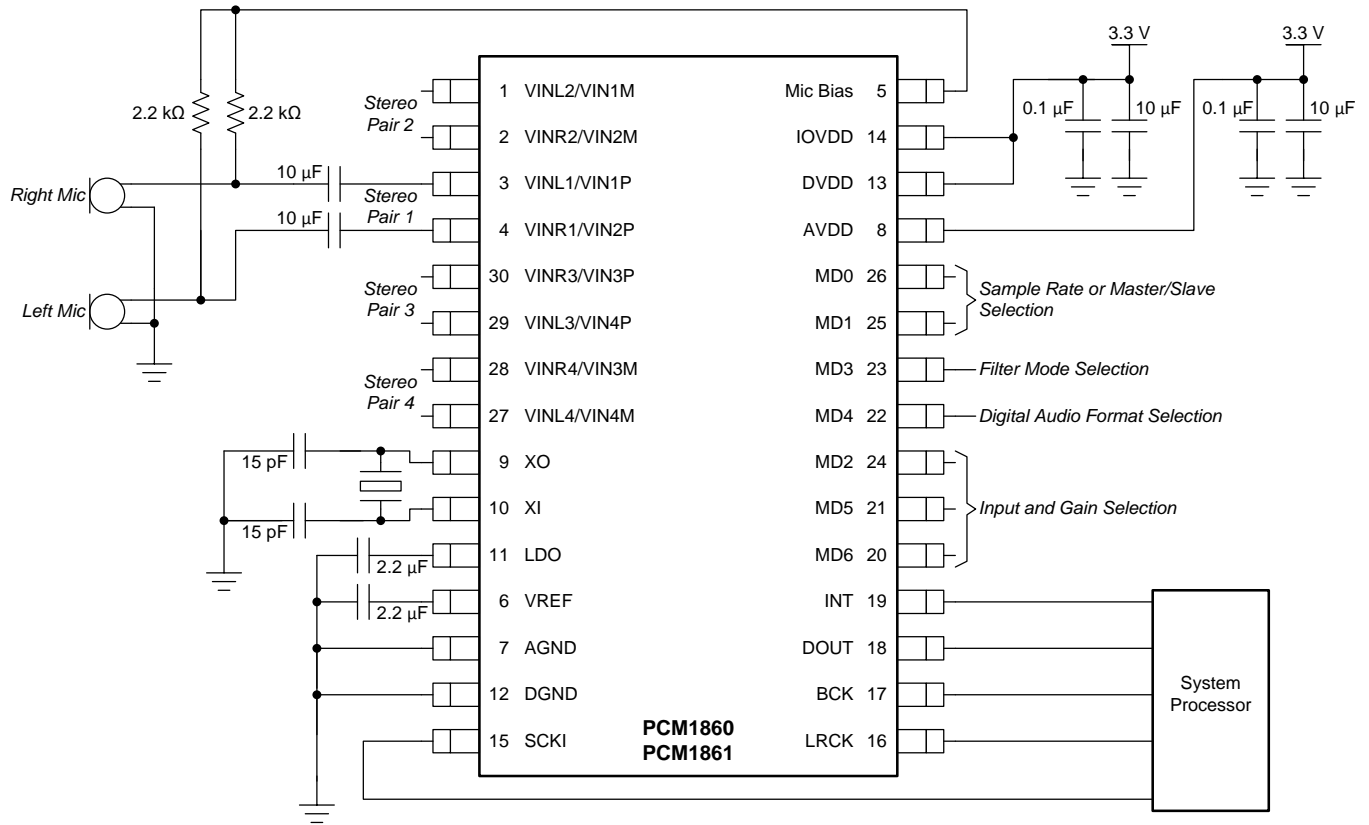 3.3 V
3.3 V
2.2 kΩ
2.2 kΩ
0.1 µF
10 µF
0.1 µF
10 µF
Stereo
Pair 2
1 VINL2/VIN1M
2 VINR2/VIN2M
Mic Bias 5
IOVDD 14
Right Mic
10 µF
10 µF
Stereo
Pair 1
3 VINL1/VIN1P
4 VINR1/VIN2P
DVDD 13
AVDD 8
Left Mic
Stereo
Pair 3
30 VINR3/VIN3P
29 VINL3/VIN4P
MD0 26
MD1 25
Sample Rate or Master/Slave
Selection
Stereo
Pair 4
28 VINR4/VIN3M
27 VINL4/VIN4M
MD3 23
Filter Mode Selection
MD4 22
Digital Audio Format Selection
15 pF
15 pF
9 XO
10 XI
MD2 24
MD5 21
MD6 20
Input and Gain Selection
2.2 µF
11 LDO
2.2 µF
6 VREF
INT 19
7 AGND
DOUT 18
12 DGND
BCK 17
15 SCKI
LRCK 16
PCM1860
PCM1861
System
Processor